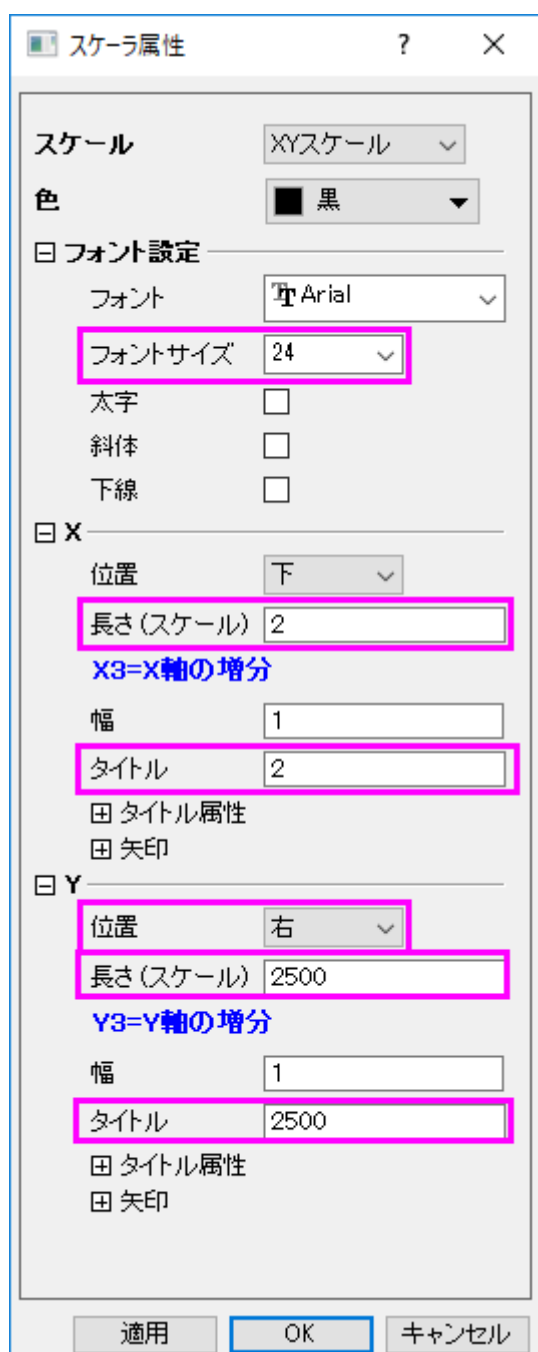 スケーラ属性 ? ×
スケール XYスケール
色 黒
フォント設定
フォント Arial
フォントサイズ 24
太字
斜体
下線
X
位置 下
長さ(スケール) 2
X3=X軸の増分
幅 1
タイトル 2
タイトル属性
矢印
Y
位置 右
長さ(スケール) 2500
Y3=Y軸の増分
幅 1
タイトル 2500
タイトル属性
矢印
適用 OK キャンセル